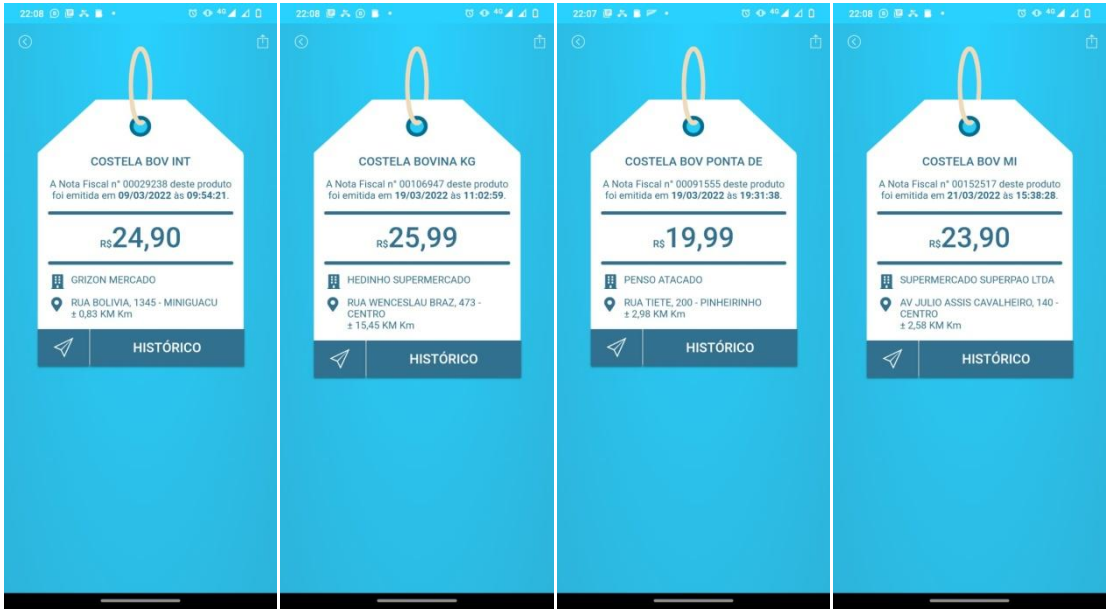 22:08
4G
COSTELA BOV INT
A Nota Fiscal n° 00029238 deste produto
foi emitida em 09/03/2022 às 09:54:21.
R$24,90
GRIZON MERCADO
RUA BOLIVIA, 1345 - MINIGUACU
± 0,83 KM Km
HISTÓRICO
22:08
4G
COSTELA BOVINA KG
A Nota Fiscal n° 00106947 deste produto
foi emitida em 19/03/2022 às 11:02:59.
R$25,99
HEDINHO SUPERMERCADO
RUA WENCESLAU BRAZ, 473 -
CENTRO
± 15,45 KM Km
HISTÓRICO
22:07
4G
COSTELA BOV PONTA DE
A Nota Fiscal n° 00091555 deste produto
foi emitida em 19/03/2022 às 19:31:38.
R$19,99
PENSO ATACADO
RUA TIETE, 200 - PINHEIRINHO
± 2,98 KM Km
HISTÓRICO
22:08
4G
COSTELA BOV MI
A Nota Fiscal n° 00152517 deste produto
foi emitida em 21/03/2022 às 15:38:28.
R$23,90
SUPERMERCADO SUPERPAO LTDA
AV JULIO ASSIS CAVALHEIRO, 140 -
CENTRO
± 2,58 KM Km
HISTÓRICO